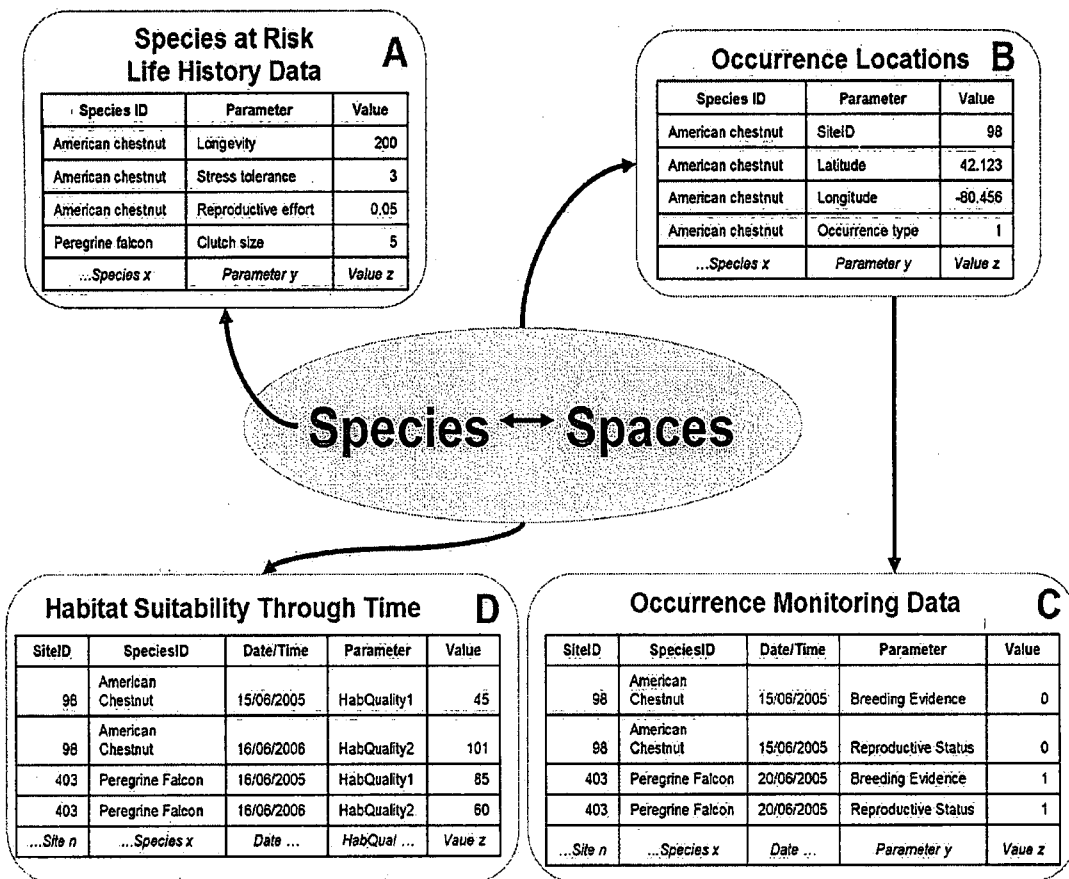 Species at Risk
Life History Data
A
Species ID Parameter Value
American chestnut Longevity 200
American chestnut Stress tolerance 3
American chestnut Reproductive effort 0.05
Peregrine falcon Clutch size 5
...Species x Parameter y Value z
Occurrence Locations B
Species ID Parameter Value
American chestnut SiteID 98
American chestnut Latitude 42.123
American chestnut Longitude -80.456
American chestnut Occurrence type 1
...Species x Parameter y Value z
Species Spaces
Habitat Suitability Through Time D
SiteID SpeciesID Date/Time Parameter Value
American
98 Chestnut 15/06/2005 HabQuality1 45
American
98 Chestnut 16/06/2006 HabQuality2 101
403 Peregrine Falcon 16/06/2005 HabQuality1 85
403 Peregrine Falcon 16/06/2006 HabQuality2 60
...Site n ...Species x Date ... HabQual ... Vaue z
Occurrence Monitoring Data C
SiteID SpeciesID Date/Time Parameter Value
American
98 Chestnut 15/06/2005 Breeding Evidence 0
American
98 Chestnut 15/06/2005 Reproductive Status 0
403 Peregrine Falcon 20/06/2005 Breeding Evidence 1
403 Peregrine Falcon 20/06/2005 Reproductive Status 1
...Site n ...Species x Date ... Parameter y Vaue z